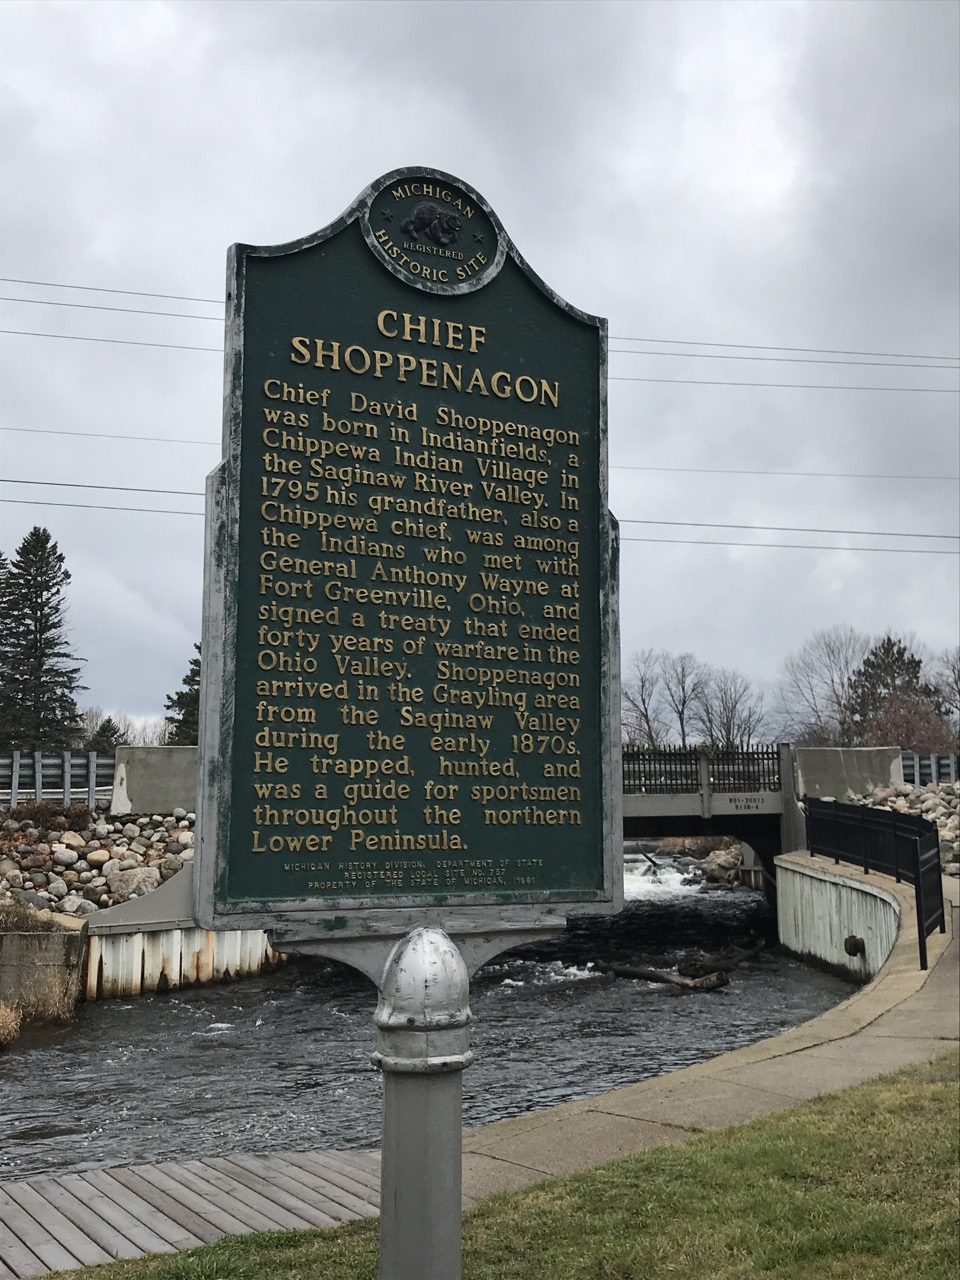 MICHIGAN
REGISTERED
HISTORIC SITE
CHIEF
SHOPPENAGON
Chief David Shoppenagon
was born in Indianfields, a
Chippewa Indian Village in
the Saginaw River Valley. In
1795 his grandfather, also a
Chippewa chief, was among
the Indians who met with
General Anthony Wayne at
Fort Greenville, Ohio, and
signed a treaty that ended
forty years of warfare in the
Ohio Valley. Shoppenagon
arrived in the Grayling area
from the Saginaw Valley
during the early 1870s.
He trapped, hunted, and
was a guide for sportsmen
throughout the northern
Lower Peninsula.
MICHIGAN HISTORY DIVISION, DEPARTMENT OF STATE
REGISTERED LOCAL SITE NO. 787
PROPERTY OF THE STATE OF MICHIGAN, 1981